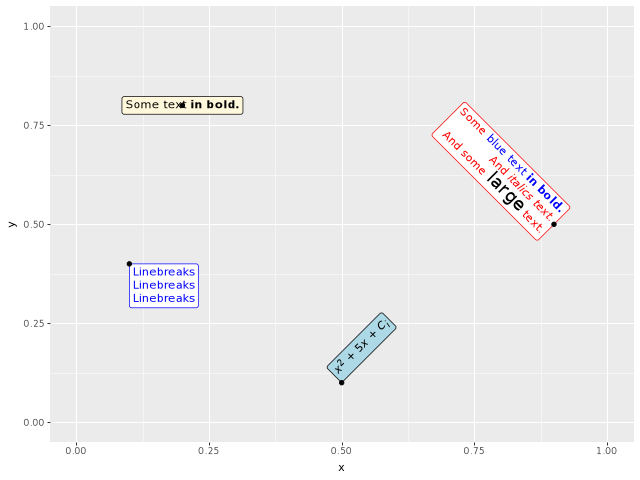 1.00
Some text in bold.
0.75
Some blue text in bold.
And italics text.
And some large text.
y
0.50
Linebreaks
Linebreaks
Linebreaks
0.25
x² + 5x + Cᵢ
0.00
0.00 0.25 0.50 0.75 1.00
x